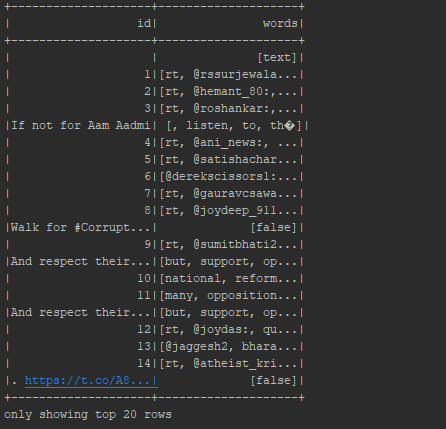 +--------------------+--------------------+
|                  id|               words|
+--------------------+--------------------+
|                    |              [text]|
|                   1|[rt, @rssurjewala...|
|                   2|[rt, @hemant_80:,...|
|                   3|[rt, @roshankar:,...|
|If not for Aam Aadmi| [, listen, to, th�]|
|                   4|[rt, @ani_news:, ...|
|                   5|[rt, @satishachar...|
|                   6|[@derekscissorsl:...|
|                   7|[rt, @gauravcsawa...|
|                   8|[rt, @joydeep_911...|
|Walk for #Corrupt...|             [false]|
|                   9|[rt, @sumitbhati2...|
|And respect their...|[but, support, op...|
|                  10|[national, reform...|
|                  11|[many, opposition...|
|And respect their...|[but, support, op...|
|                  12|[rt, @joydas:, qu...|
|                  13|[@jaggesh2, bhara...|
|                  14|[rt, @atheist_kri...|
|. https://t.co/A8...|             [false]|
+--------------------+--------------------+
only showing top 20 rows